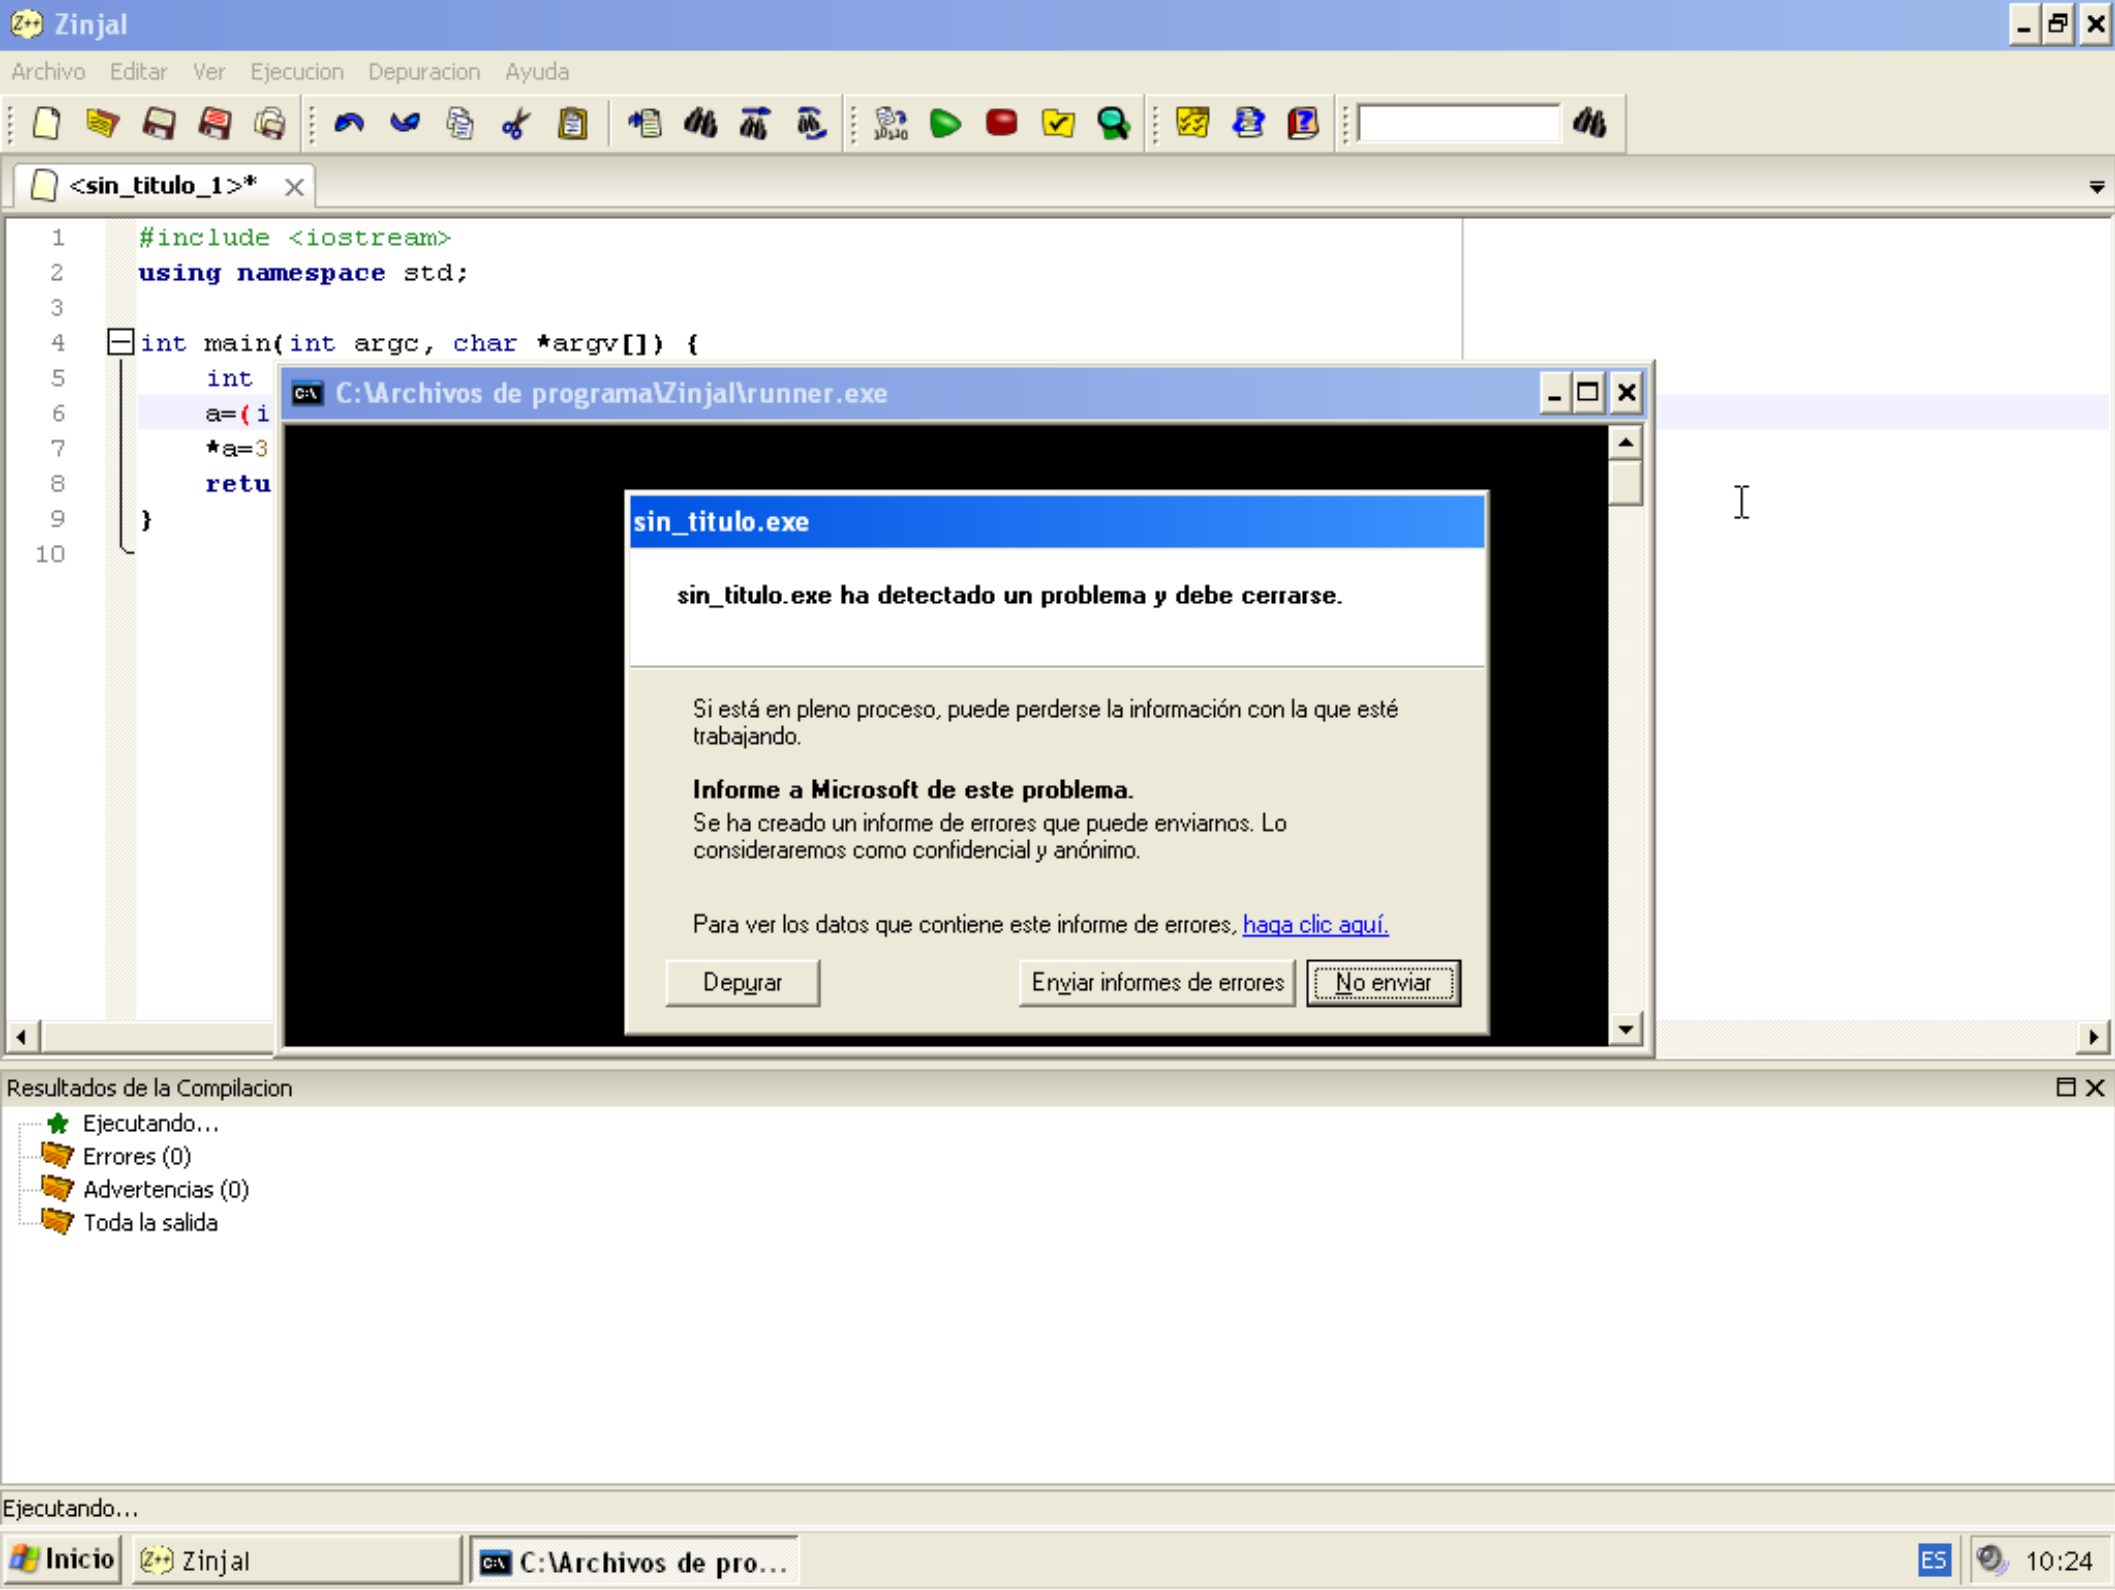 Zinjal
Archivo Editar Ver Ejecucion Depuracion Ayuda
<sin_titulo_1>*
1 #include <iostream>
2 using namespace std;
3
4 int main(int argc, char *argv[]) {
5 int
6 a=(i
7 *a=3
8 retu
9 }
10
C:\Archivos de programa\Zinjal\runner.exe
sin_titulo.exe
sin_titulo.exe ha detectado un problema y debe cerrarse.
Si está en pleno proceso, puede perderse la información con la que esté
trabajando.
Informe a Microsoft de este problema.
Se ha creado un informe de errores que puede enviarnos. Lo
consideraremos como confidencial y anónimo.
Para ver los datos que contiene este informe de errores, haga clic aquí.
Depurar Enviar informes de errores No enviar
Resultados de la Compilacion
Ejecutando...
Errores (0)
Advertencias (0)
Toda la salida
Ejecutando...
Inicio Zinjal C:\Archivos de pro... ES 10:24